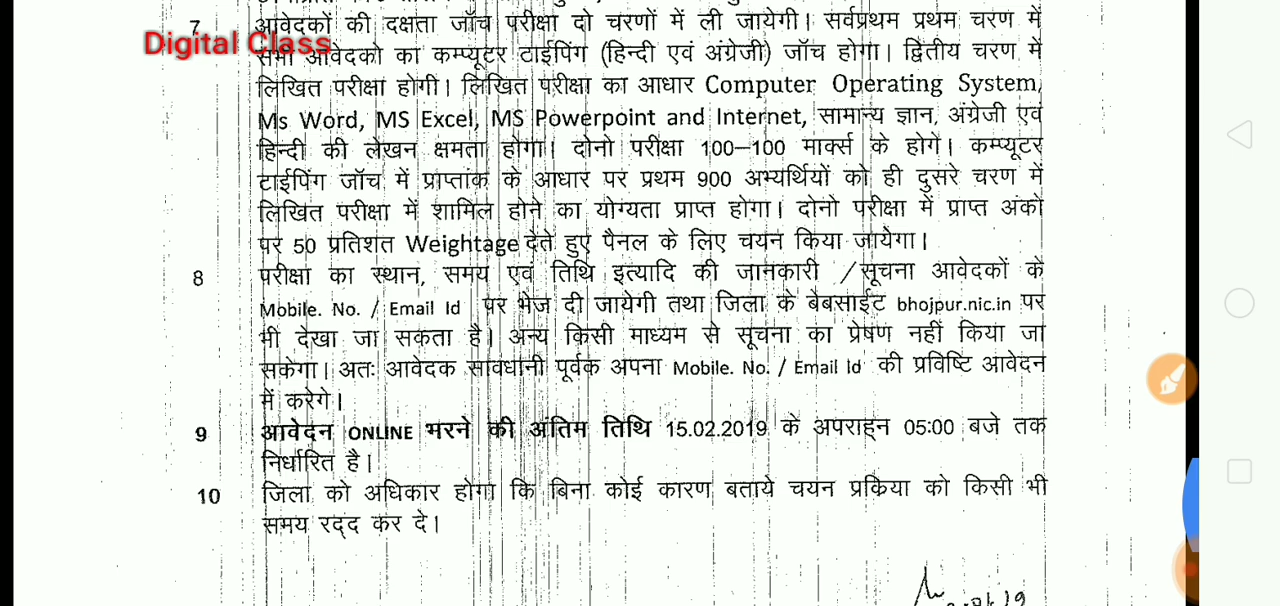 7 आवेदकों की दक्षता जॉच परीक्षा दो चरणों में ली जायेगी। सर्वप्रथम प्रथम चरण में
Digital Class
सभी आवेदको का कम्प्यूटर टाईपिंग (हिन्दी एवं अंग्रेजी) जॉच होगा। द्वितीय चरण में
लिखित परीक्षा होगी। लिखित परीक्षा का आधार Computer Operating System,
Ms Word, MS Excel, MS Powerpoint and Internet, सामान्य ज्ञान, अंग्रेजी एवं
हिन्दी की लेखन क्षमता होगा। दोनो परीक्षा 100–100 मार्क्स के होगें। कम्प्यूटर
टाईपिंग जॉच में प्राप्तांक के आधार पर प्रथम 900 अभ्यर्थियों को ही दुसरे चरण में
लिखित परीक्षा में शामिल होने का योग्यता प्राप्त होगा। दोनो परीक्षा में प्राप्त अंको
पर 50 प्रतिशत Weightage देते हुए पैनल के लिए चयन किया जायेगा।
8 परीक्षा का स्थान, समय एवं तिथि इत्यादि की जानकारी /सूचना आवेदकों के
Mobile. No. / Email Id पर भेज दी जायेगी तथा जिला के बेबसाईट bhojpur.nic.in पर
भी देखा जा सकता है। अन्य किसी माध्यम से सूचना का प्रेषण नहीं किया जा
सकेगा। अतः आवेदक सावधानी पूर्वक अपना Mobile. No. / Email Id की प्रविष्टि आवेदन
में करेगे।
9 आवेदन ONLINE भरने की अंतिम तिथि 15.02.2019 के अपराह्न 05:00 बजे तक
निर्धारित है।
10 जिला को अधिकार होगा कि बिना कोई कारण बताये चयन प्रकिया को किसी भी
समय रद्द कर दे।